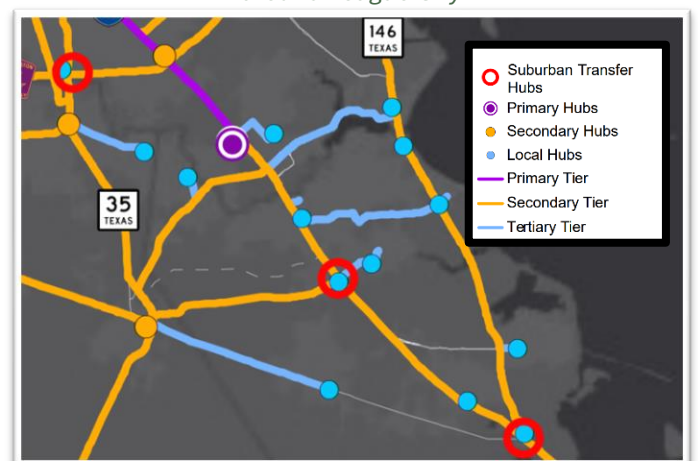 146
TEXAS
35
TEXAS
Suburban Transfer
Hubs
Primary Hubs
Secondary Hubs
Local Hubs
Primary Tier
Secondary Tier
Tertiary Tier